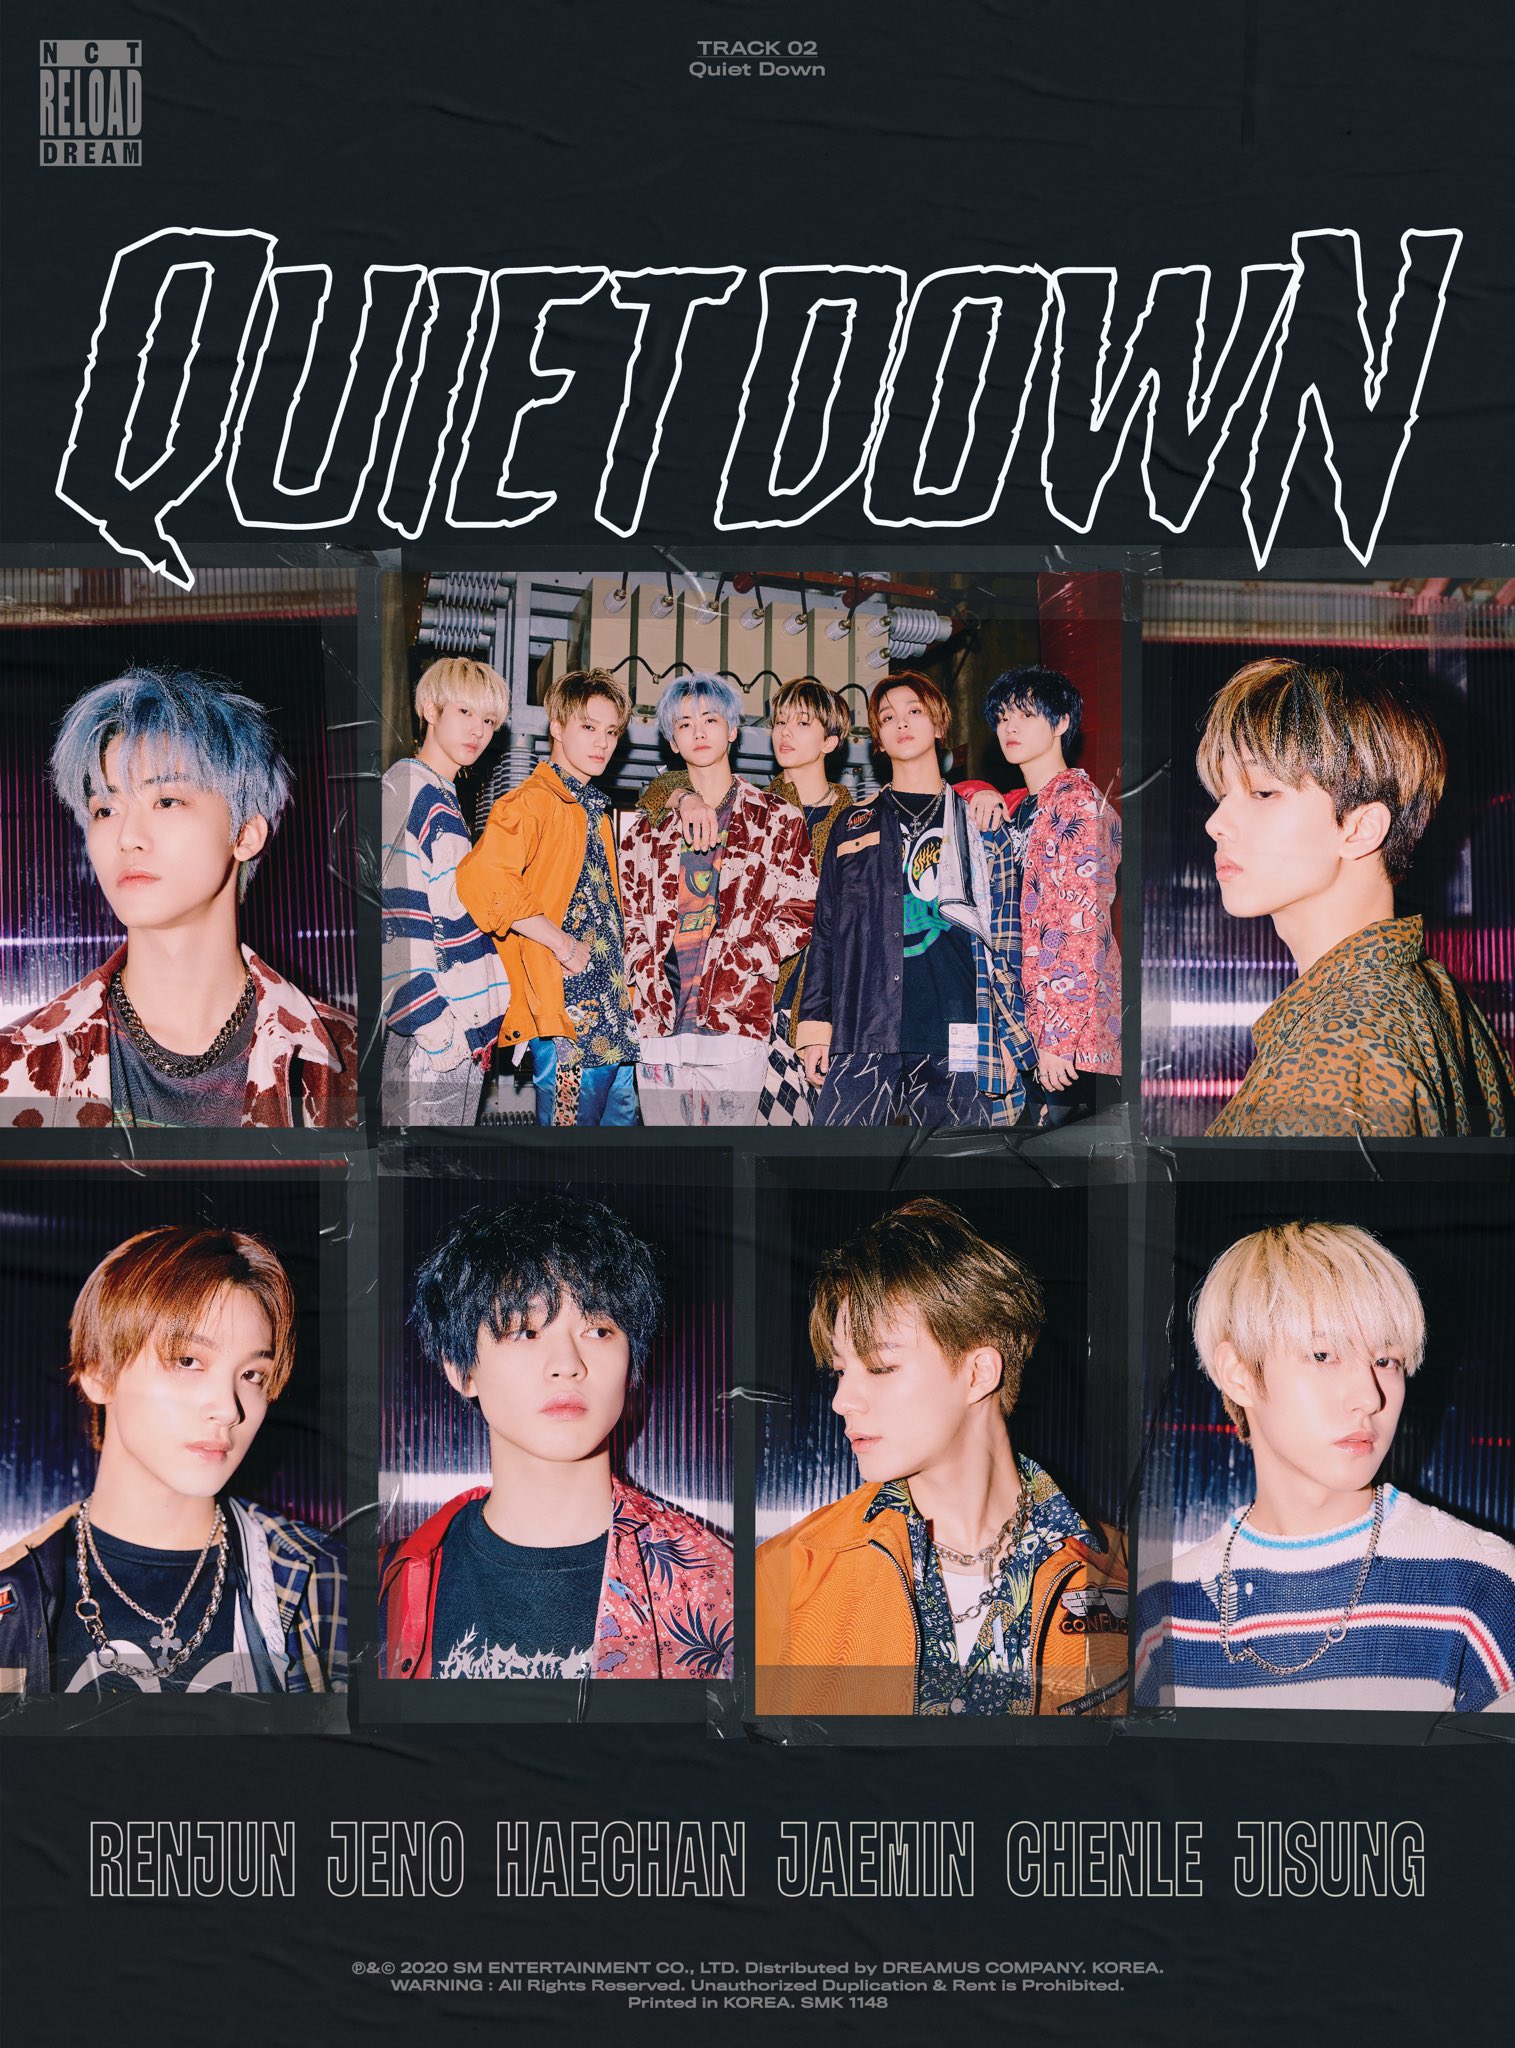 NCT
RELOAD
DREAM
TRACK 02
Quiet Down
QUIET DOWN
CONFUC
RENJUN JENO HAECHAN JAEMIN CHENLE JISUNG
℗&© 2020 SM ENTERTAINMENT CO., LTD. Distributed by DREAMUS COMPANY. KOREA.
WARNING : All Rights Reserved. Unauthorized Duplication & Rent is Prohibited.
Printed in KOREA. SMK 1148